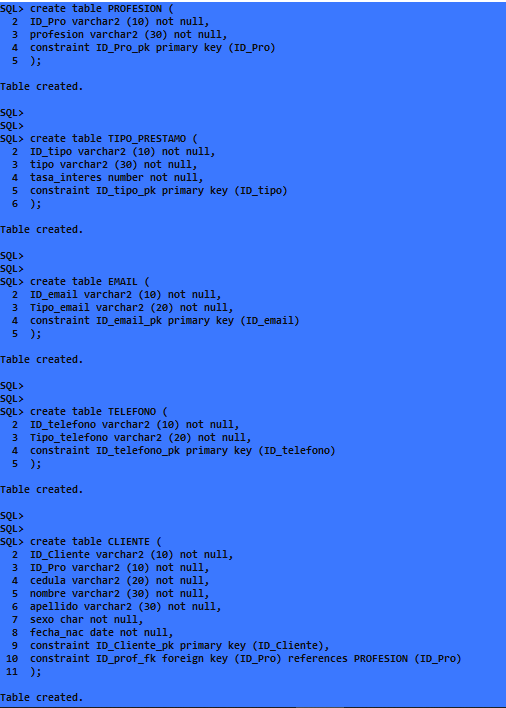 SQL> create table PROFESION (
  2  ID_Pro varchar2 (10) not null,
  3  profesion varchar2 (30) not null,
  4  constraint ID_Pro_pk primary key (ID_Pro)
  5  );
Table created.
SQL>
SQL>
SQL> create table TIPO_PRESTAMO (
  2  ID_tipo varchar2 (10) not null,
  3  tipo varchar2 (30) not null,
  4  tasa_interes number not null,
  5  constraint ID_tipo_pk primary key (ID_tipo)
  6  );
Table created.
SQL>
SQL>
SQL> create table EMAIL (
  2  ID_email varchar2 (10) not null,
  3  Tipo_email varchar2 (20) not null,
  4  constraint ID_email_pk primary key (ID_email)
  5  );
Table created.
SQL>
SQL>
SQL> create table TELEFONO (
  2  ID_telefono varchar2 (10) not null,
  3  Tipo_telefono varchar2 (20) not null,
  4  constraint ID_telefono_pk primary key (ID_telefono)
  5  );
Table created.
SQL>
SQL>
SQL> create table CLIENTE (
  2  ID_Cliente varchar2 (10) not null,
  3  ID_Pro varchar2 (10) not null,
  4  cedula varchar2 (20) not null,
  5  nombre varchar2 (30) not null,
  6  apellido varchar2 (30) not null,
  7  sexo char not null,
  8  fecha_nac date not null,
  9  constraint ID_Cliente_pk primary key (ID_Cliente),
 10  constraint ID_prof_fk foreign key (ID_Pro) references PROFESION (ID_Pro)
 11  );
Table created.